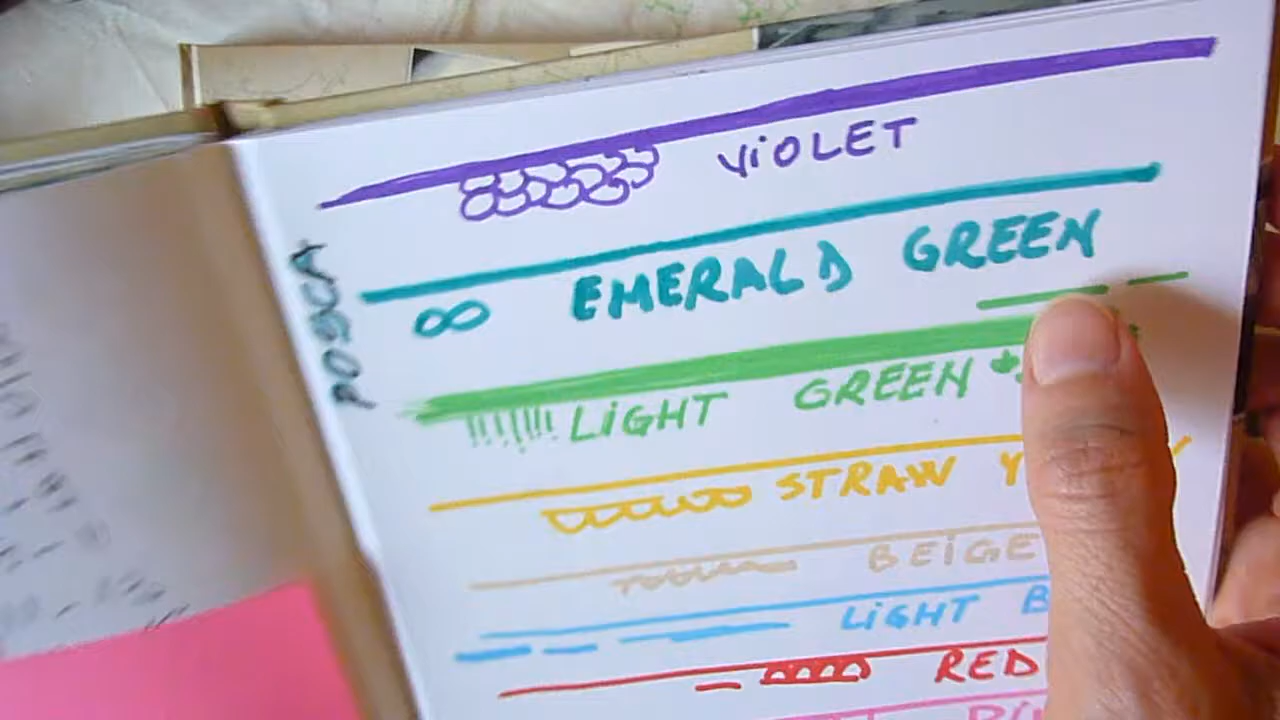 POSCA
ViOLET
EMERALD GREEN
LiGHT GREEN
STRAW
BEiGE
LiGHT
RED